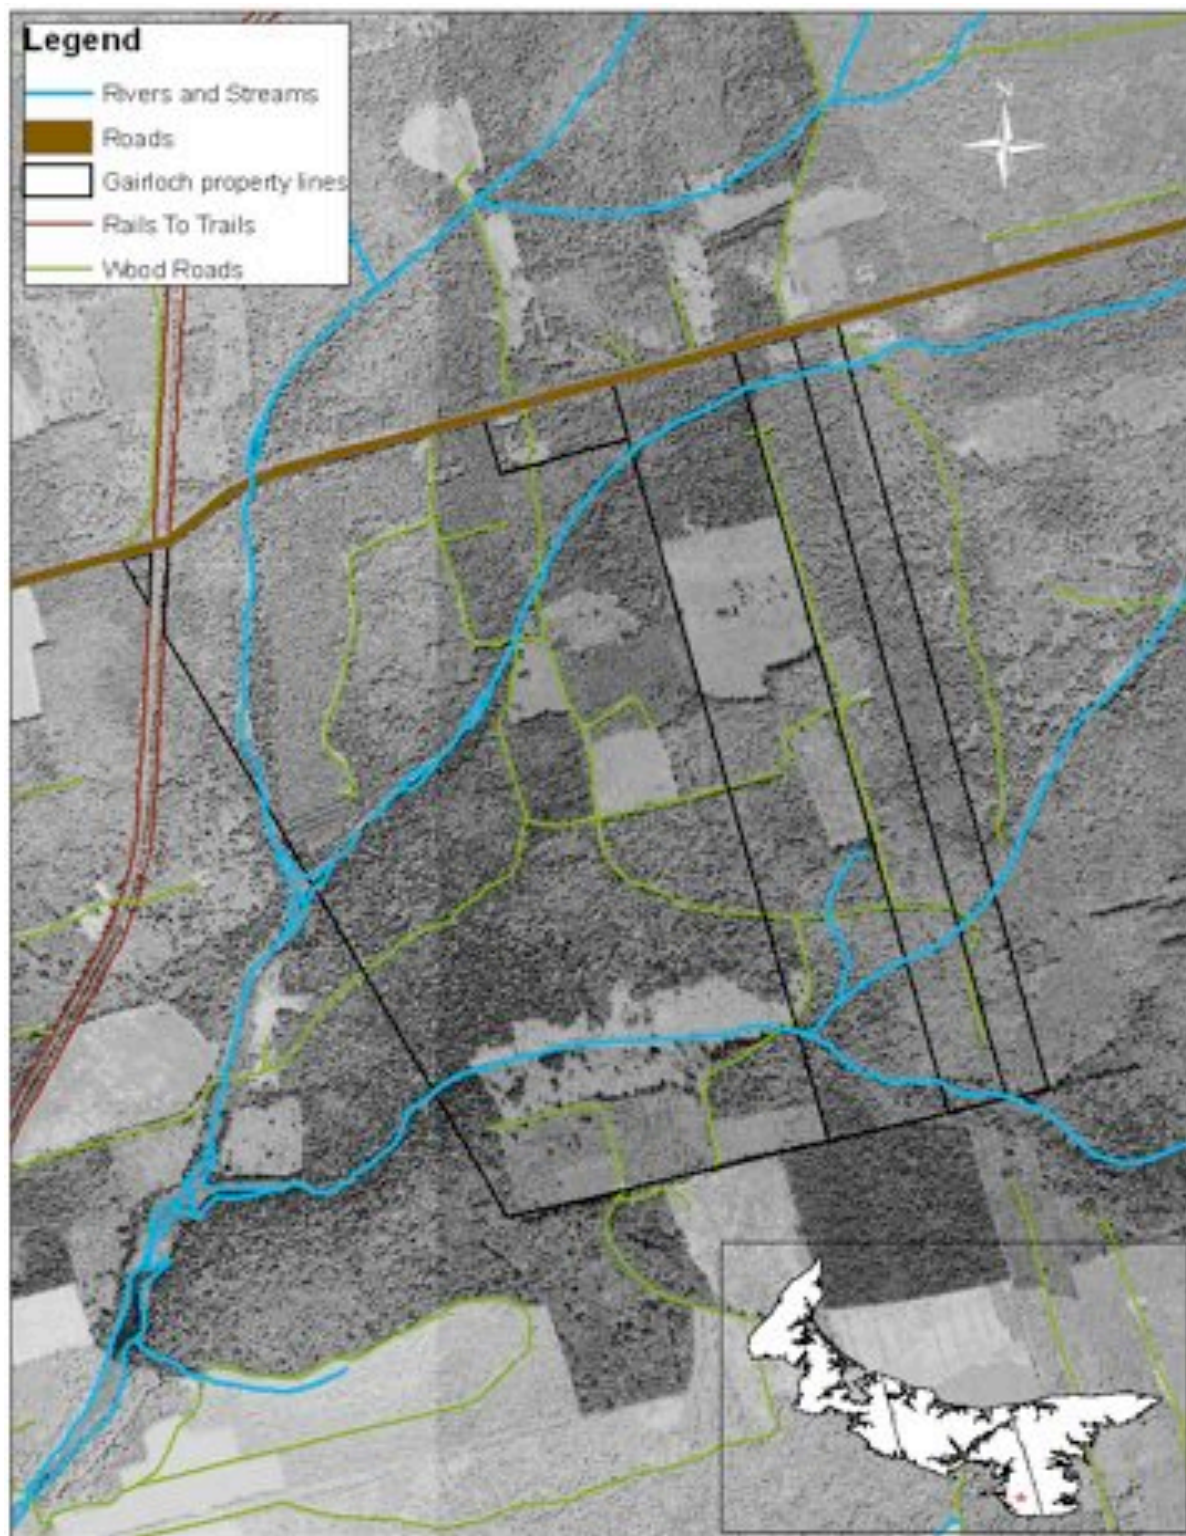 Legend
Rivers and Streams
Roads
Gairloch property lines
Rails To Trails
Wood Roads
N